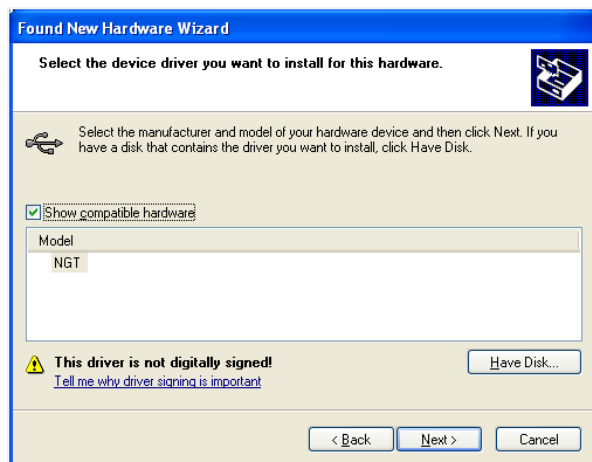 Found New Hardware Wizard
Select the device driver you want to install for this hardware.
Select the manufacturer and model of your hardware device and then click Next. If you
have a disk that contains the driver you want to install, click Have Disk.
Show compatible hardware
Model
NGT
This driver is not digitally signed!
Have Disk...
Tell me why driver signing is important
< Back
Next >
Cancel